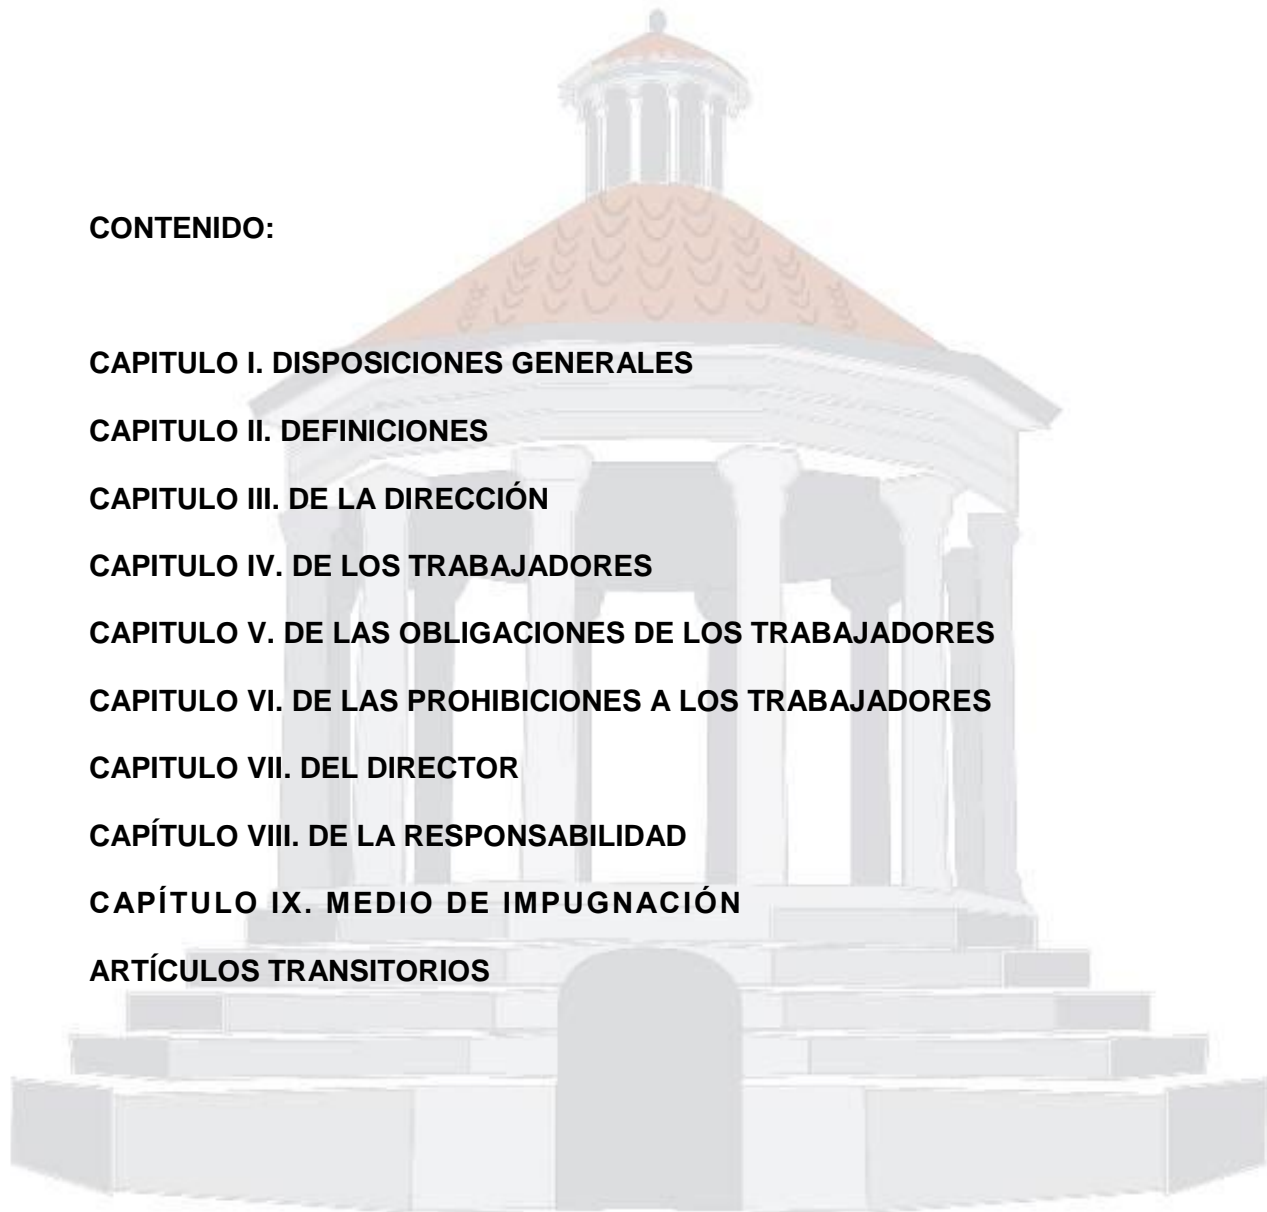 CONTENIDO:
CAPITULO I. DISPOSICIONES GENERALES
CAPITULO II. DEFINICIONES
CAPITULO III. DE LA DIRECCIÓN
CAPITULO IV. DE LOS TRABAJADORES
CAPITULO V. DE LAS OBLIGACIONES DE LOS TRABAJADORES
CAPITULO VI. DE LAS PROHIBICIONES A LOS TRABAJADORES
CAPITULO VII. DEL DIRECTOR
CAPÍTULO VIII. DE LA RESPONSABILIDAD
CAPÍTULO IX. MEDIO DE IMPUGNACIÓN
ARTÍCULOS TRANSITORIOS